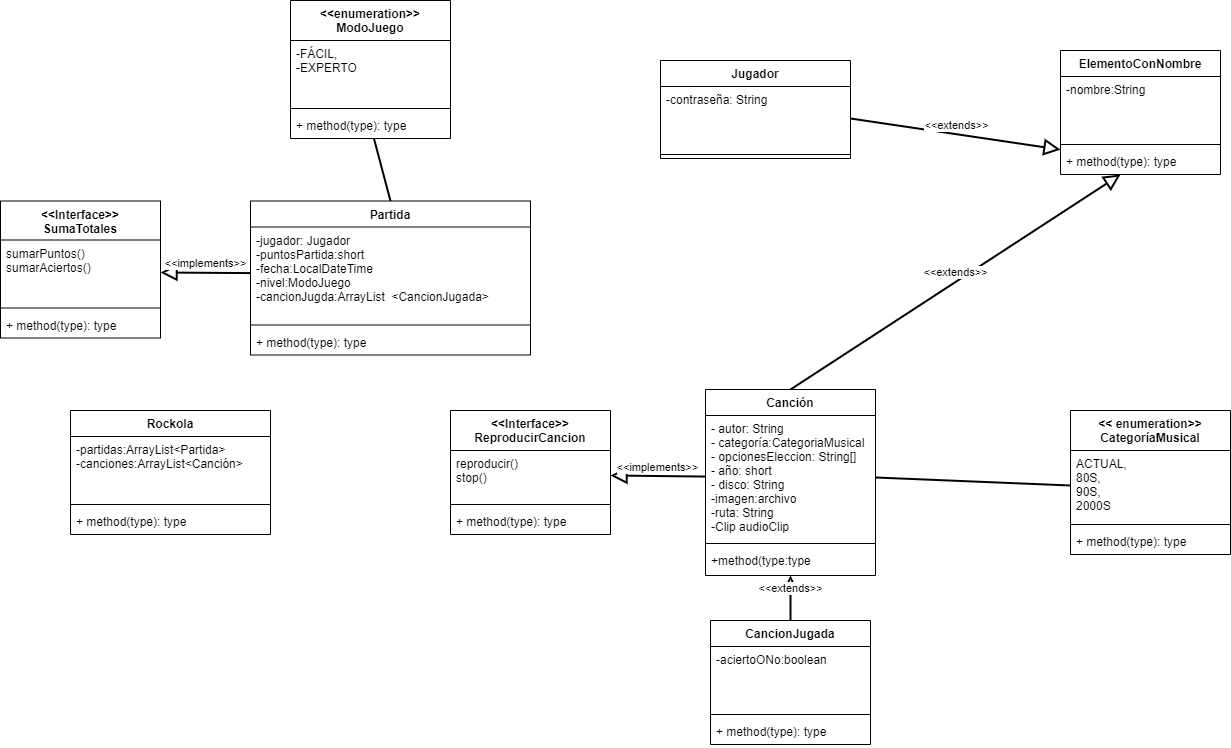 <<enumeration>>
ModoJuego
-FÁCIL,
-EXPERTO
+ method(type): type
Jugador
-contraseña: String
ElementoConNombre
-nombre:String
+ method(type): type
<<extends>>
<<Interface>>
SumaTotales
sumarPuntos()
sumarAciertos()
+ method(type): type
<<implements>>
Partida
-jugador: Jugador
-puntosPartida:short
-fecha:LocalDateTime
-nivel:ModoJuego
-cancionJugda:ArrayList <CancionJugada>
+ method(type): type
<<extends>>
Rockola
-partidas:ArrayList<Partida>
-canciones:ArrayList<Canción>
+ method(type): type
<<Interface>>
ReproducirCancion
reproducir()
stop()
+ method(type): type
<<implements>>
Canción
- autor: String
- categoría:CategoriaMusical
- opcionesEleccion: String[]
- año: short
- disco: String
-imagen:archivo
-ruta: String
-Clip audioClip
+method(type:type
<< enumeration>>
CategoríaMusical
ACTUAL,
80S,
90S,
2000S
+ method(type): type
<<extends>>
CancionJugada
-aciertoONo:boolean
+ method(type): type